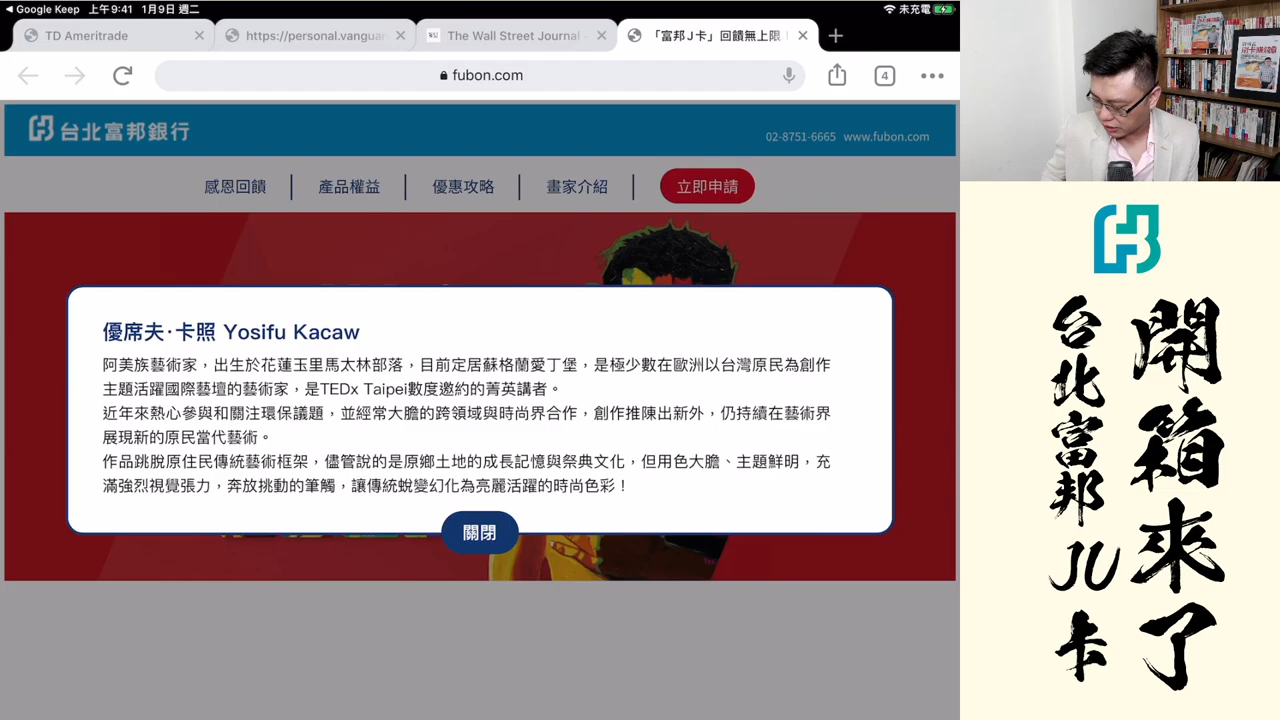 Google Keep 上午9:41 1月9日 週二
未充電
TD Ameritrade
https://personal.vanguar
The Wall Street Journal -
「富邦J卡」回饋無上限
fubon.com
4
台北富邦銀行
02-8751-6665 www.fubon.com
感恩回饋
產品權益
優惠攻略
畫家介紹
立即申請
優席夫·卡照 Yosifu Kacaw
阿美族藝術家，出生於花蓮玉里馬太林部落，目前定居蘇格蘭愛丁堡，是極少數在歐洲以台灣原民為創作
主題活躍國際藝壇的藝術家，是TEDx Taipei數度邀約的菁英講者。
近年來熱心參與和關注環保議題，並經常大膽的跨領域與時尚界合作，創作推陳出新外，仍持續在藝術界
展現新的原民當代藝術。
作品跳脫原住民傳統藝術框架，儘管說的是原鄉土地的成長記憶與祭典文化，但用色大膽、主題鮮明，充
滿強烈視覺張力，奔放挑動的筆觸，讓傳統蛻變幻化為亮麗活躍的時尚色彩！
關閉
開箱來了
台北富邦JU卡